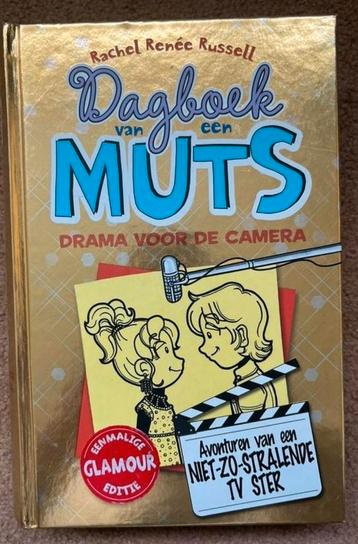 Rachel Renée Russell
Dagboek
van een
MUTS
DRAMA VOOR DE CAMERA
EENMALIGE
GLAMOUR
EDITIE
Avonturen van een
NIET-ZO-STRALENDE
TV STER